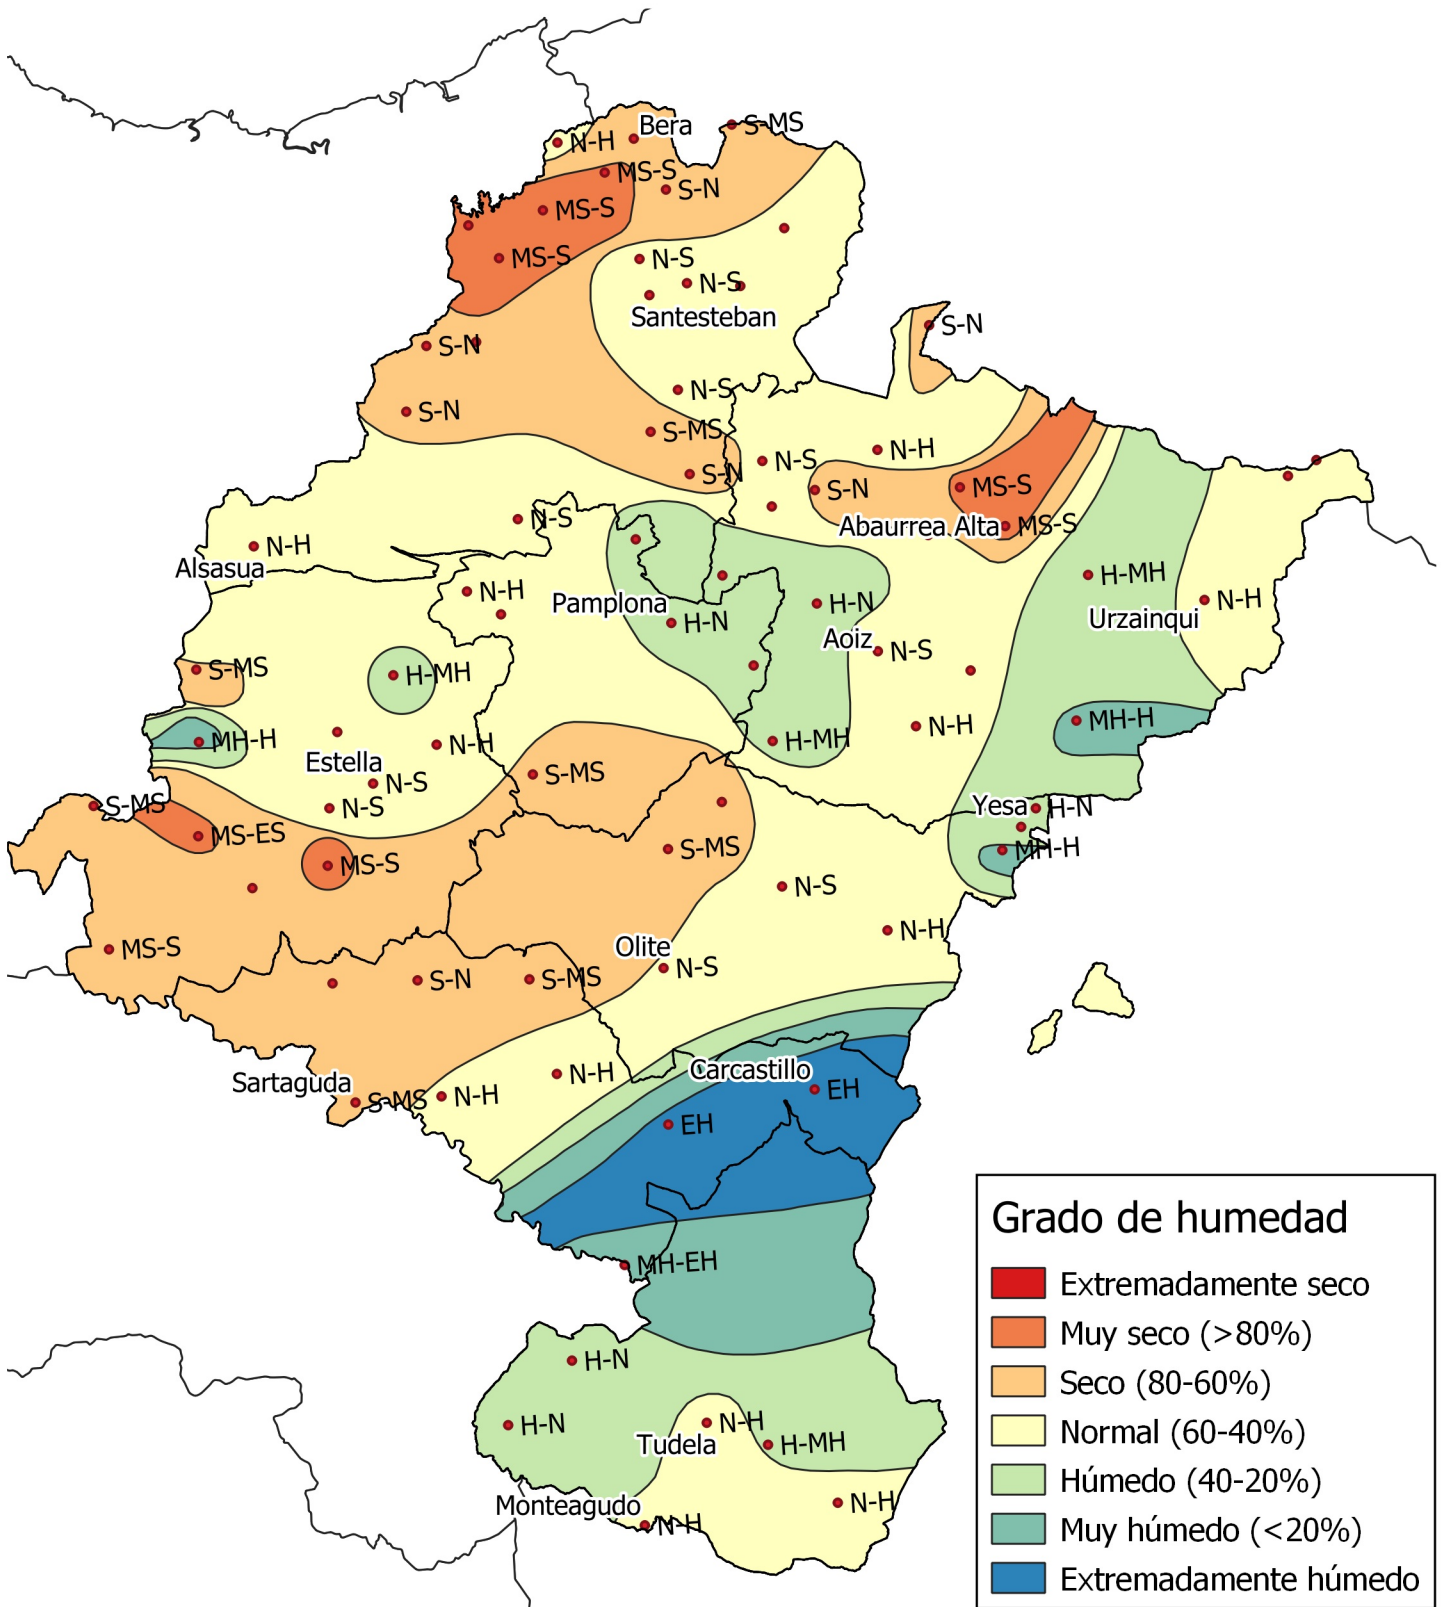 Bera
S-MS
N-H
MS-S
S-N
MS-S
MS-S
N-S
N-S
Santesteban
S-N
S-N
N-S
S-N
S-MS
N-H
N-S
S-N
S-N
MS-S
Abaurrea Alta
MS-S
N-S
N-H
Alsasua
H-MH
N-H
Pamplona
H-N
N-H
Urzainqui
H-N
Aoiz
N-S
S-MS
H-MH
MH-H
N-H
MH-H
N-H
H-MH
Estella
N-S
S-MS
N-S
S-MS
Yesa
H-N
MS-ES
S-MS
MH-H
MS-S
N-S
N-H
MS-S
Olite
N-S
S-N
S-MS
Carcastillo
N-H
Sartaguda
S-MS
N-H
EH
EH
MH-EH
H-N
H-N
N-H
Tudela
H-MH
Monteagudo
N-H
N-H
Grado de humedad
Extremadamente seco
Muy seco (>80%)
Seco (80-60%)
Normal (60-40%)
Húmedo (40-20%)
Muy húmedo (<20%)
Extremadamente húmedo